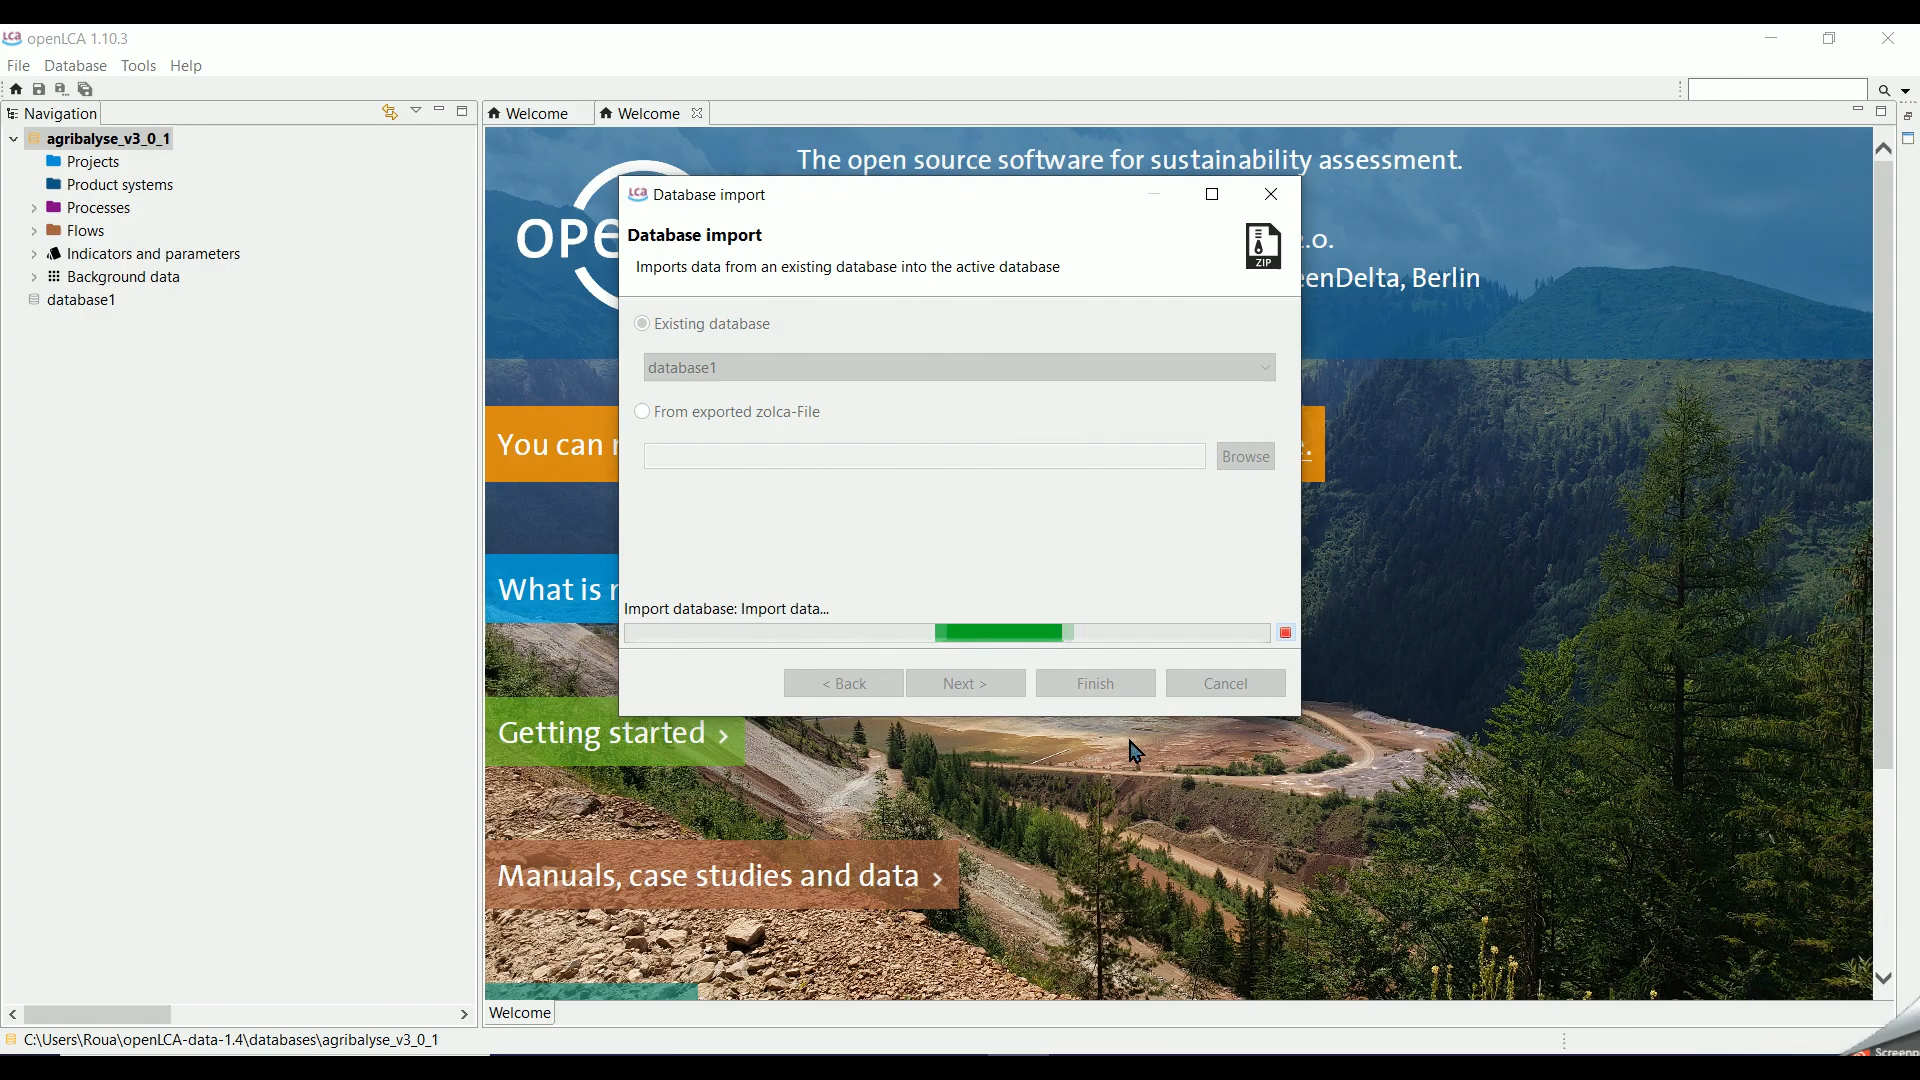 openLCA 1.10.3
File Database Tools Help
Navigation
Welcome
Welcome
agribalyse_v3_0_1
Projects
Product systems
Processes
Flows
Indicators and parameters
Background data
database1
The open source software for sustainability assessment.
enDelta, Berlin
You can
What is
Getting started ›
Manuals, case studies and data ›
LCA Database import
Database import
Imports data from an existing database into the active database
ZIP
Existing database
database1
From exported zolca-File
Browse
Import database: Import data...
< Back Next > Finish Cancel
Welcome
C:\Users\Roua\openLCA-data-1.4\databases\agribalyse_v3_0_1